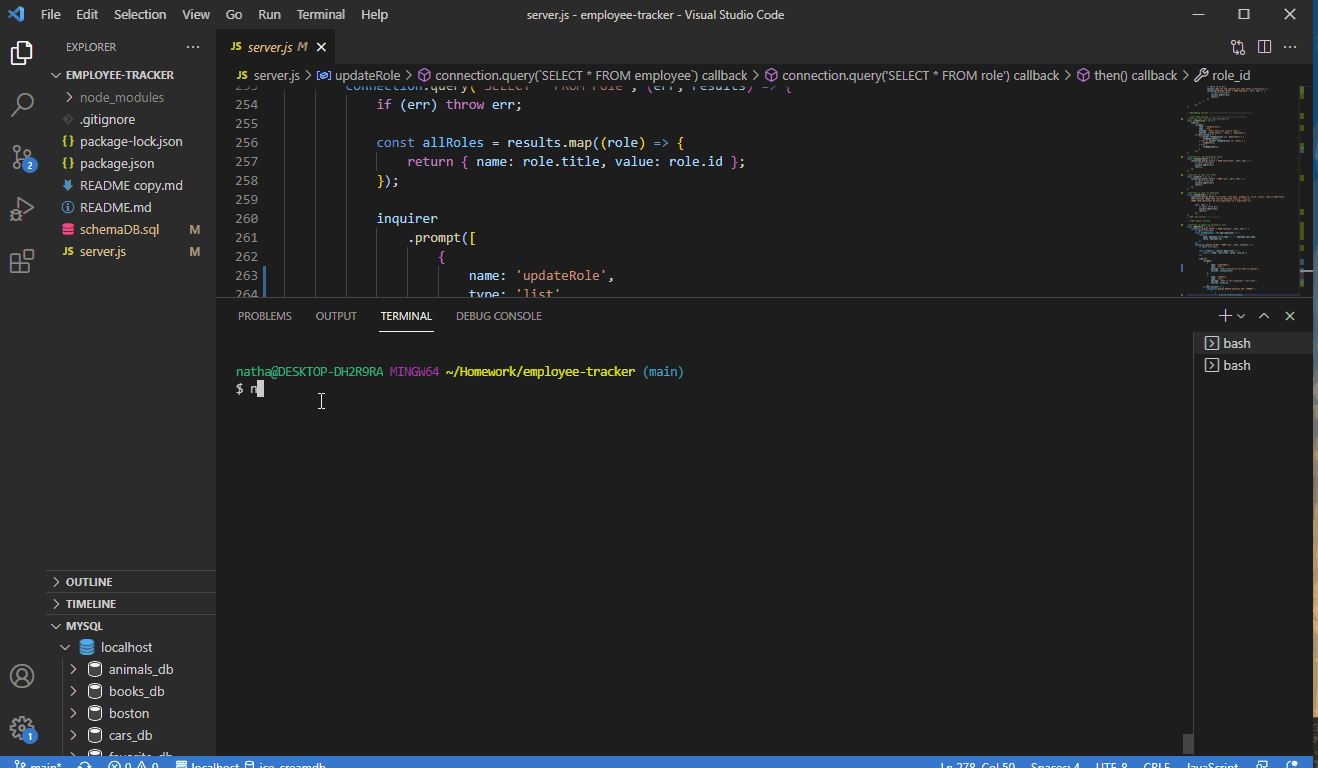 File Edit Selection View Go Run Terminal Help
server.js - employee-tracker - Visual Studio Code
EXPLORER
EMPLOYEE-TRACKER
node_modules
.gitignore
package-lock.json
package.json
README copy.md
README.md
schemaDB.sql M
server.js M
2
OUTLINE
TIMELINE
MYSQL
localhost
animals_db
books_db
boston
cars_db
favorite_db
1
JS server.js M
JS server.js > updateRole > connection.query(`SELECT * FROM employee`) callback > connection.query('SELECT * FROM role') callback > then() callback > role_id
253 connection.query('SELECT * FROM role', (err, results) => {
254 if (err) throw err;
255
256 const allRoles = results.map((role) => {
257 return { name: role.title, value: role.id };
258 });
259
260 inquirer
261 .prompt([
262 {
263 name: 'updateRole',
264 type: 'list'
PROBLEMS OUTPUT TERMINAL DEBUG CONSOLE
natha@DESKTOP-DH2R9RA MINGW64 ~/Homework/employee-tracker (main)
$ n
bash
bash
main* 0 0 localhost ice_creamdb
Ln 278, Col 50 Spaces: 4 UTF-8 CRLF JavaScript